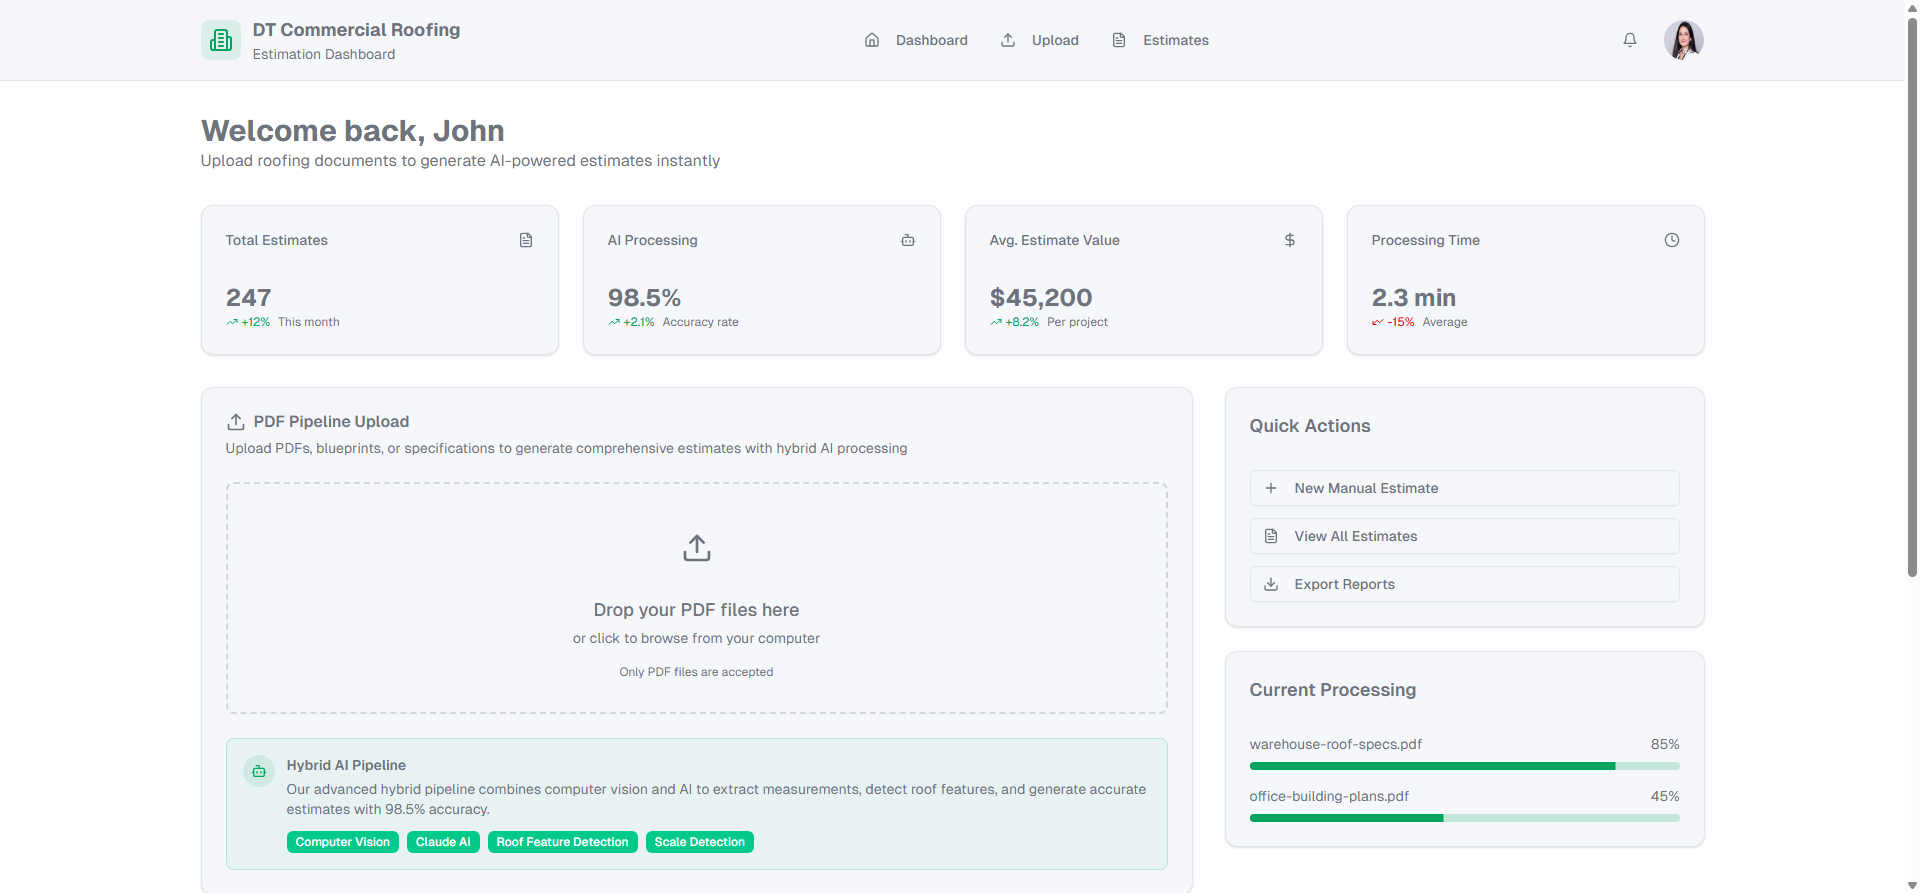 DT Commercial Roofing
Estimation Dashboard
Dashboard
Upload
Estimates
Welcome back, John
Upload roofing documents to generate AI-powered estimates instantly
Total Estimates
247
+12% This month
AI Processing
98.5%
+2.1% Accuracy rate
Avg. Estimate Value
$45,200
+8.2% Per project
Processing Time
2.3 min
-15% Average
PDF Pipeline Upload
Upload PDFs, blueprints, or specifications to generate comprehensive estimates with hybrid AI processing
Drop your PDF files here
or click to browse from your computer
Only PDF files are accepted
Hybrid AI Pipeline
Our advanced hybrid pipeline combines computer vision and AI to extract measurements, detect roof features, and generate accurate
estimates with 98.5% accuracy.
Computer Vision
Claude AI
Roof Feature Detection
Scale Detection
Quick Actions
New Manual Estimate
View All Estimates
Export Reports
Current Processing
warehouse-roof-specs.pdf 85%
office-building-plans.pdf 45%